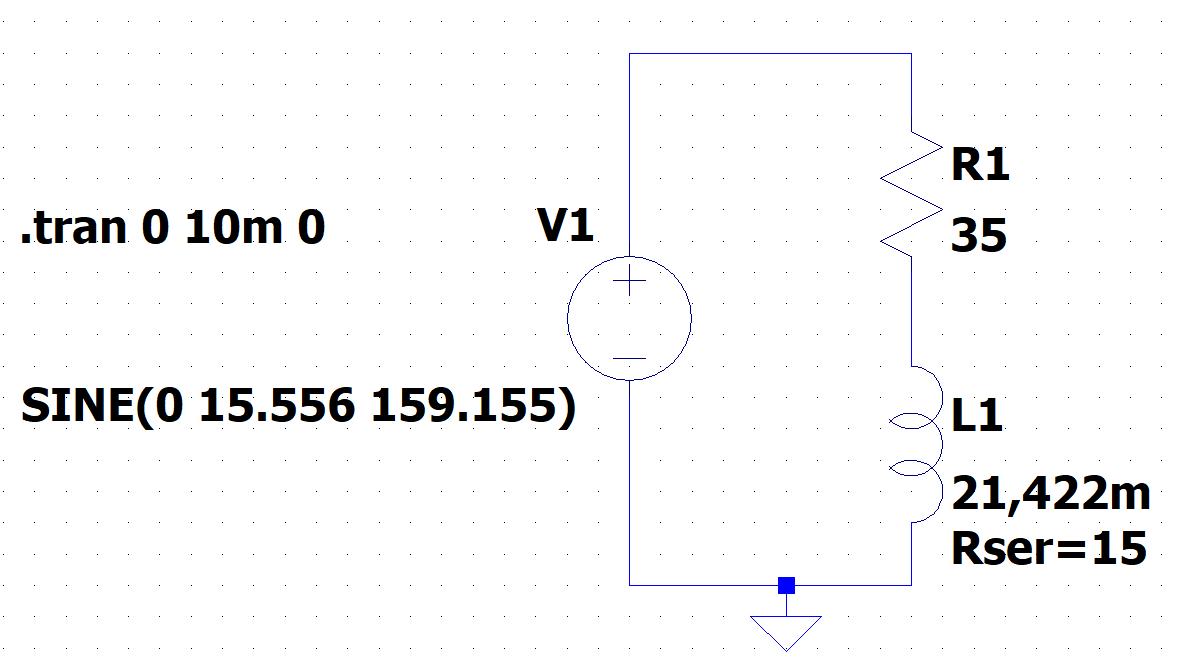 .tran 0 10m 0
V1
R1
35
SINE(0 15.556 159.155)
L1
21,422m
Rser=15